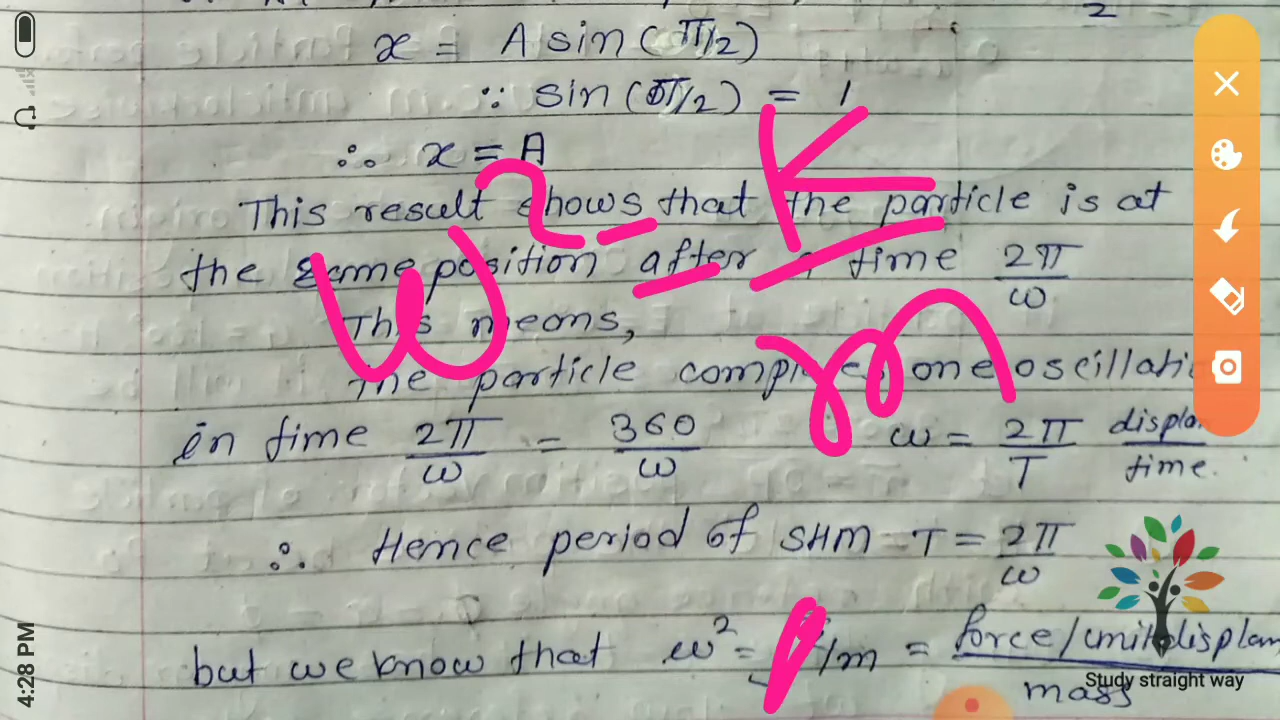 x = A sin(π/2)
∵ sin(π/2) = 1
∴ x = A
This result shows that the particle is at
the same position after a time 2π/ω
This means,
The particle completes one oscillati
in time 2π/ω = 360/ω ω = 2π/T displa / time.
∴ Hence period of SHM T = 2π/ω
but we know that ω² = /m = force/unit displam / mass
ω² = K/m
Study straight way
4:28 PM